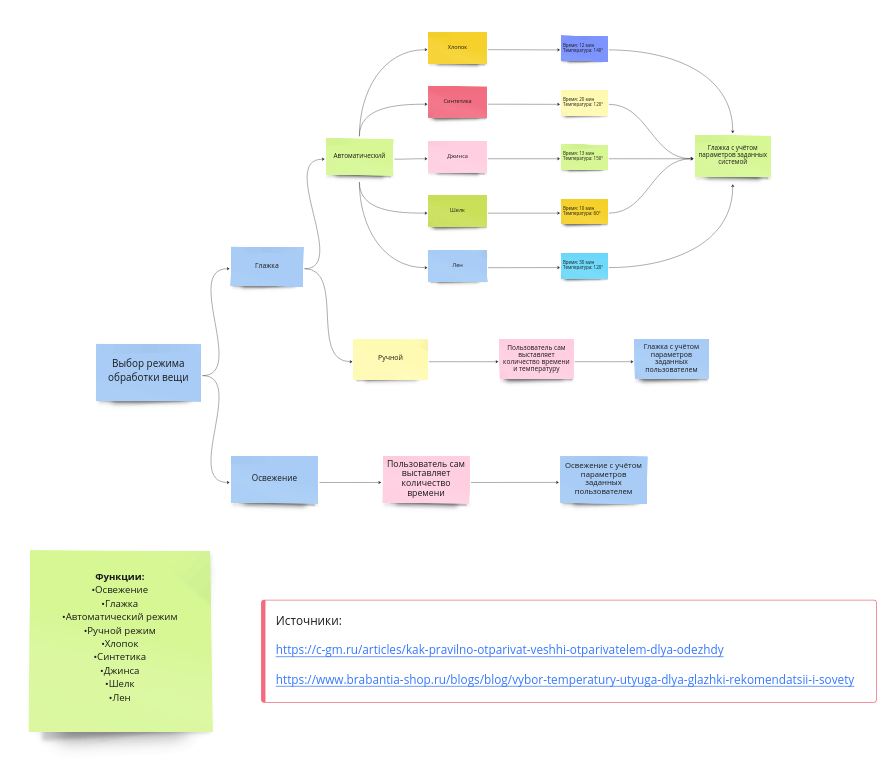 Хлопок
Время: 12 мин
Температура: 140°
Синтетика
Время: 20 мин
Температура: 120°
Автоматический
Джинса
Время: 13 мин
Температура: 150°
Глажка с учётом
параметров заданных
системой
Шелк
Время: 10 мин
Температура: 60°
Глажка
Лен
Время: 30 мин
Температура: 120°
Выбор режима
обработки вещи
Ручной
Пользователь сам
выставляет
количество времени
и температуру
Глажка с учётом
параметров
заданных
пользователем
Освежение
Пользователь сам
выставляет
количество
времени
Освежение с учётом
параметров
заданных
пользователем
Функции:
•Освежение
•Глажка
•Автоматический режим
•Ручной режим
•Хлопок
•Синтетика
•Джинса
•Шелк
•Лен
Источники:
https://c-gm.ru/articles/kak-pravilno-otparivat-veshhi-otparivatelem-dlya-odezhdy
https://www.brabantia-shop.ru/blogs/blog/vybor-temperatury-utyuga-dlya-glazhki-rekomendatsii-i-sovety